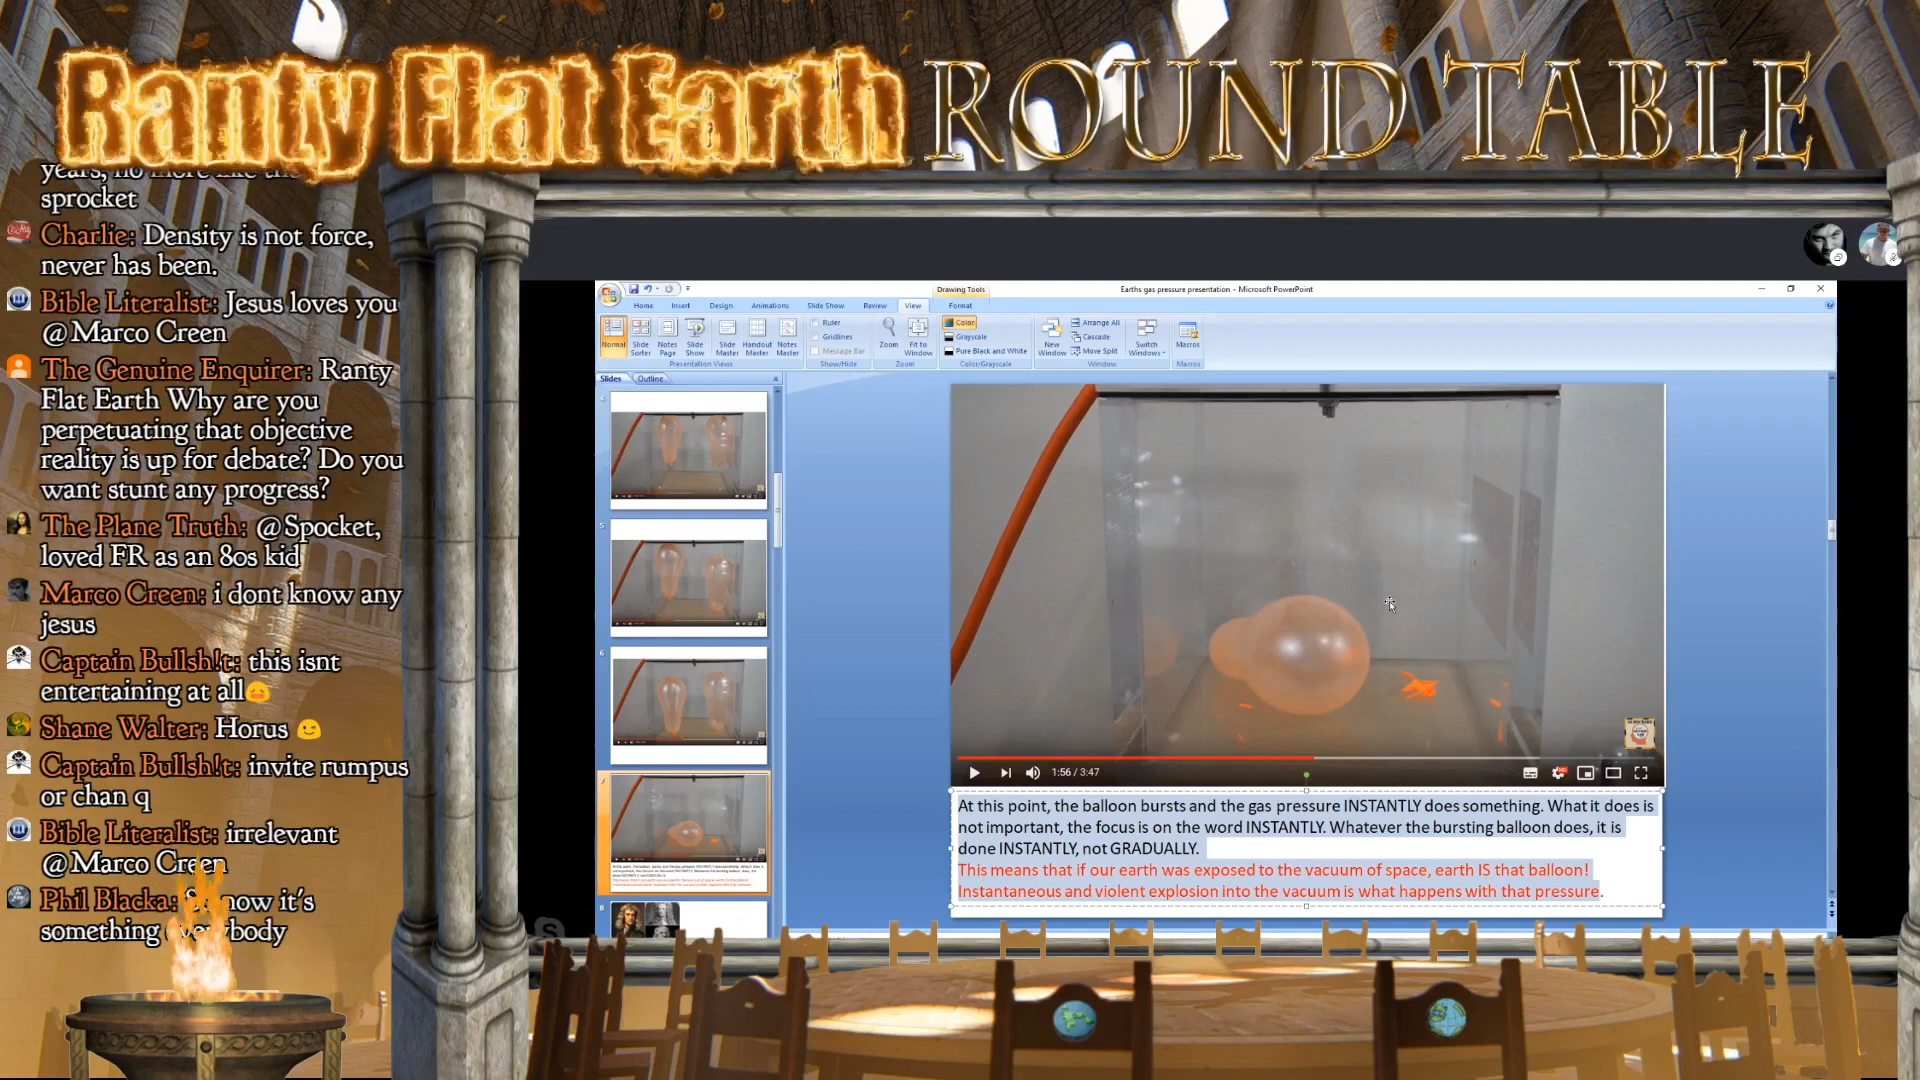 Ranty Flat Earth ROUND TABLE
sprocket
Charlie: Density is not force,
never has been.
Bible Literalist: Jesus loves you
@Marco Creen
The Genuine Enquirer: Ranty
Flat Earth Why are you
perpetuating that objective
reality is up for debate? Do you
want stunt any progress?
The Plane Truth: @Spocket,
loved FR as an 80s kid
Marco Creen: i dont know any
jesus
Captain Bullsh!t: this isnt
entertaining at all
Shane Walter: Horus
Captain Bullsh!t: invite rumpus
or chan q
Bible Literalist: irrelevant
@Marco Creen
Phil Blacka: now it's
something
Drawing Tools
Earths gas pressure presentation - Microsoft PowerPoint
Home Insert Design Animations Slide Show Review View Format
Normal Slide Sorter Notes Page Slide Show Slide Master Handout Master Notes Master
Presentation Views
Ruler
Gridlines
Message Bar
Show/Hide
Zoom Fit to Window
Zoom
Color
Grayscale
Pure Black and White
Color/Grayscale
New Window
Arrange All
Cascade
Move Split
Switch Windows
Window
Macros
Macros
Slides Outline
4
5
6
7
8
1:56 / 3:47
At this point, the balloon bursts and the gas pressure INSTANTLY does something. What it does is
not important, the focus is on the word INSTANTLY. Whatever the bursting balloon does, it is
done INSTANTLY, not GRADUALLY.
This means that if our earth was exposed to the vacuum of space, earth IS that balloon!
Instantaneous and violent explosion into the vacuum is what happens with that pressure.